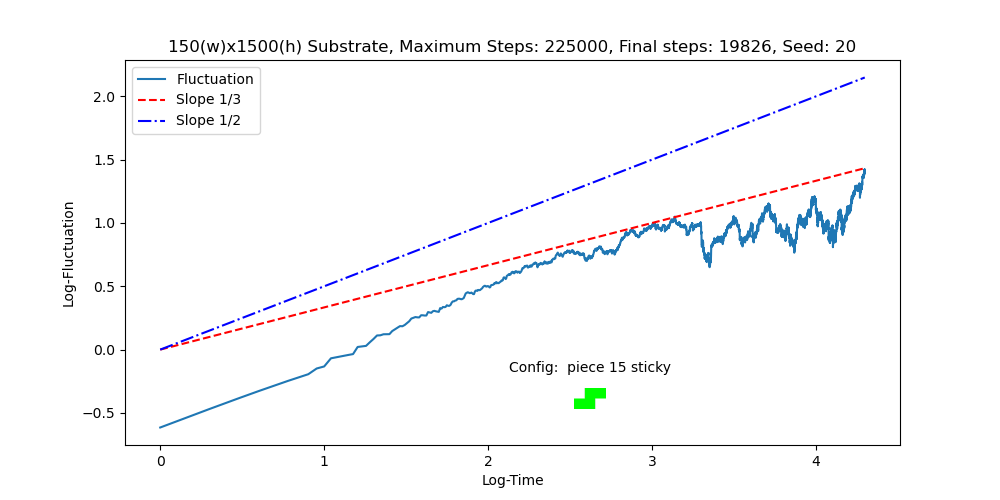 150(w)x1500(h) Substrate, Maximum Steps: 225000, Final steps: 19826, Seed: 20
Fluctuation
Slope 1/3
Slope 1/2
2.0
1.5
1.0
0.5
0.0
−0.5
Log-Fluctuation
Config:  piece 15 sticky
0 1 2 3 4
Log-Time